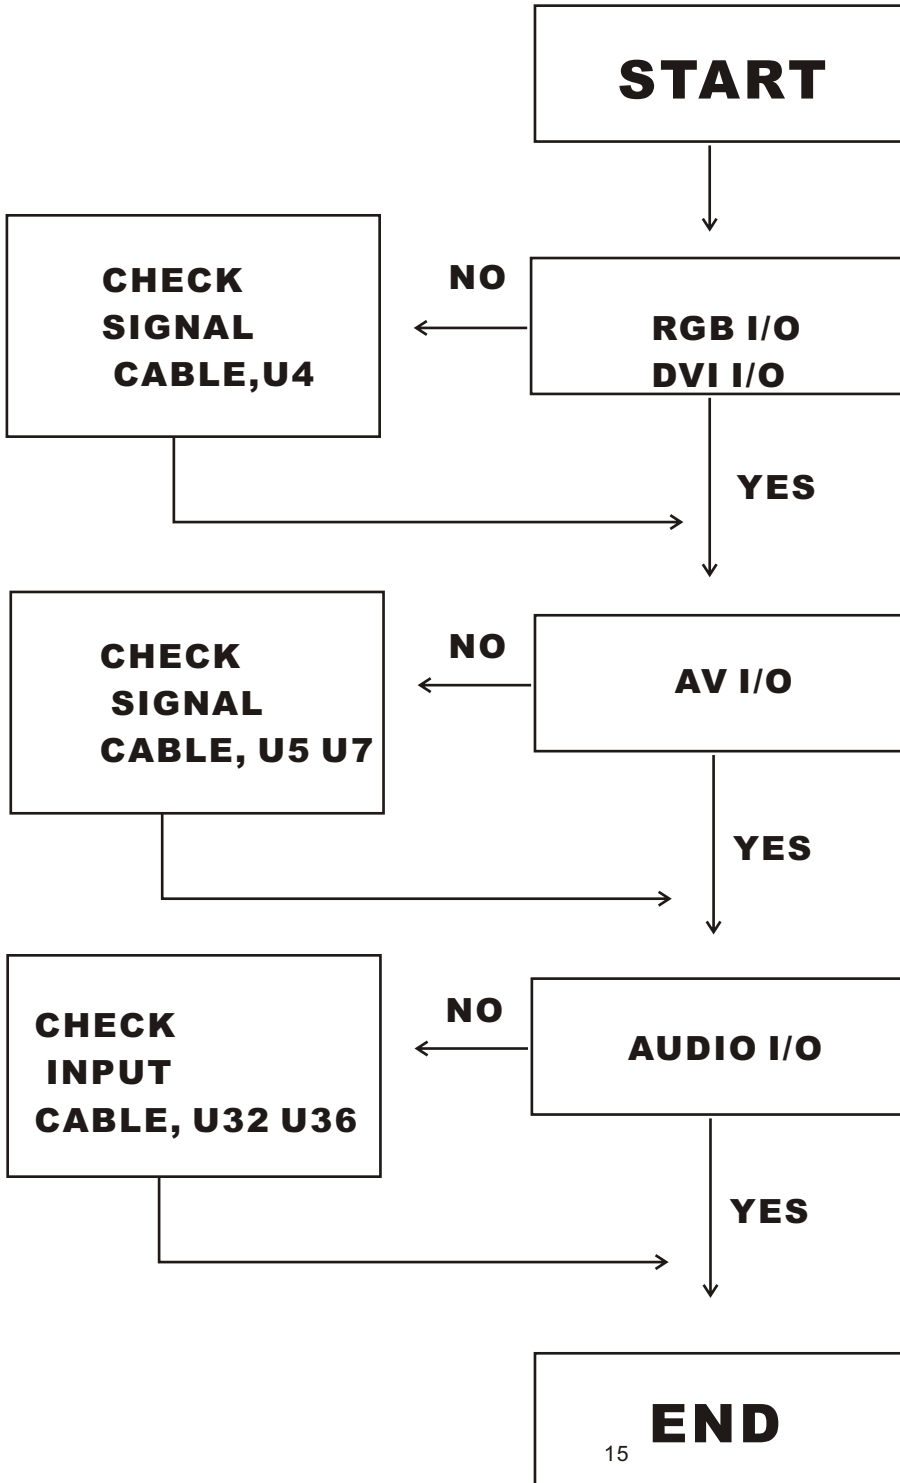 START
NO
CHECK
SIGNAL
CABLE,U4
RGB I/O
DVI I/O
YES
NO
CHECK
SIGNAL
CABLE, U5 U7
AV I/O
YES
NO
CHECK
INPUT
CABLE, U32 U36
AUDIO I/O
YES
END
15